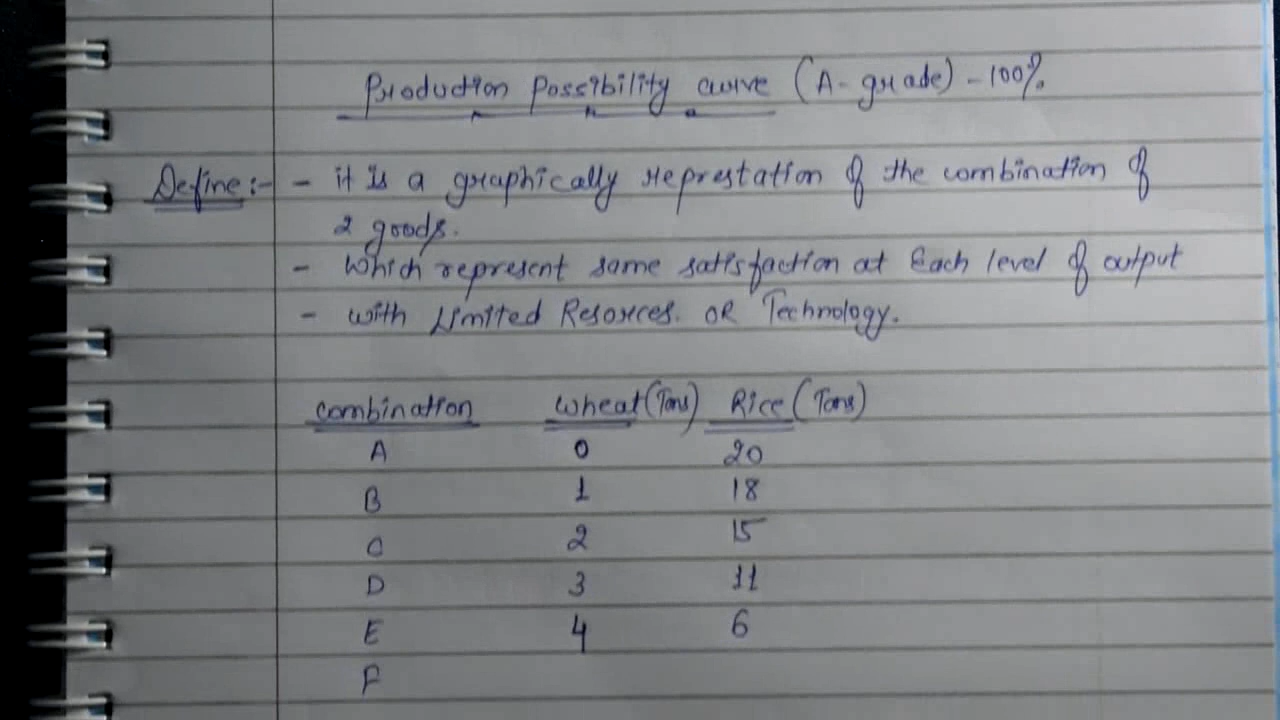 Production Possibility curve (A-grade) - 100%
Define:- - it is a graphically represtation of the combination of
2 goods.
- Which represent same satisfaction at Each level of output
- With Limited Resorces. OR Technology.
Combination Wheat (Tons) Rice (Tons)
A 0 20
B 1 18
C 2 15
D 3 11
E 4 6
F